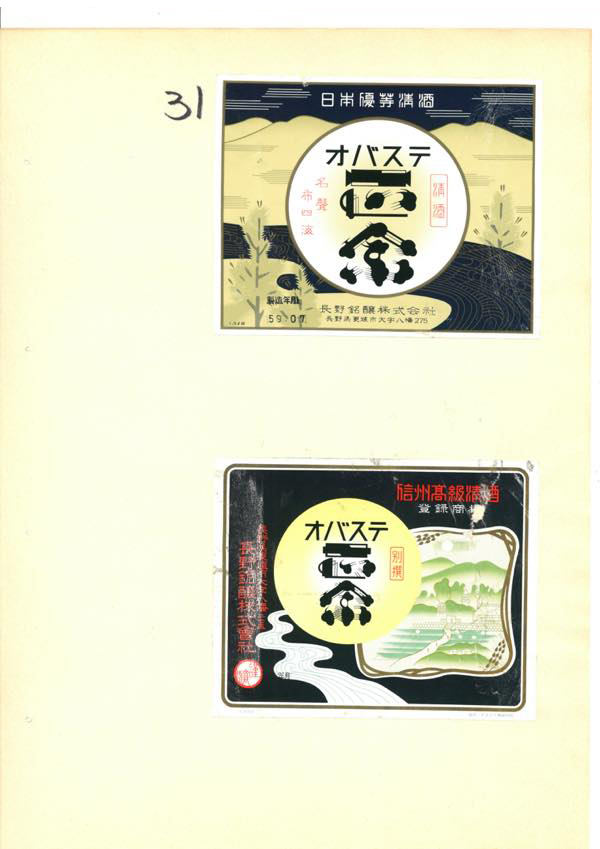 31
日本優等清酒
オバステ
正宗
清酒
名聲
布四海
製造年月
59.07
長野銘醸株式会社
長野県更埴市大字八幡275
信州高級清酒
登録商標
オバステ
正宗
別撰
長野銘醸株式會社
年月